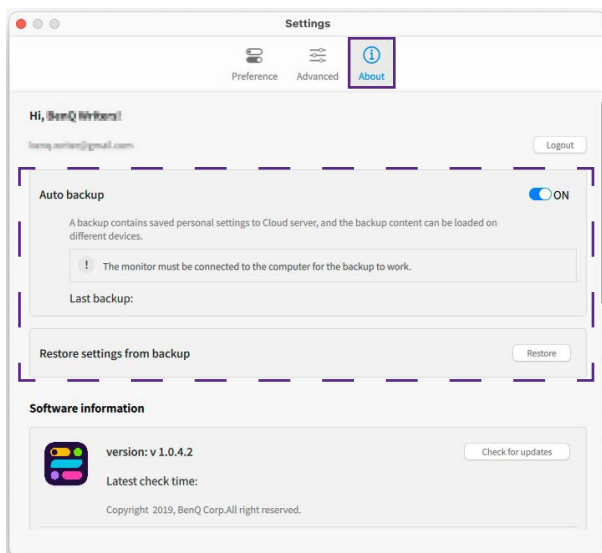 Settings
Preference Advanced About
Hi,
Logout
Auto backup
ON
A backup contains saved personal settings to Cloud server, and the backup content can be loaded on
different devices.
! The monitor must be connected to the computer for the backup to work.
Last backup:
Restore settings from backup
Restore
Software information
version: v 1.0.4.2
Check for updates
Latest check time:
Copyright 2019, BenQ Corp.All right reserved.